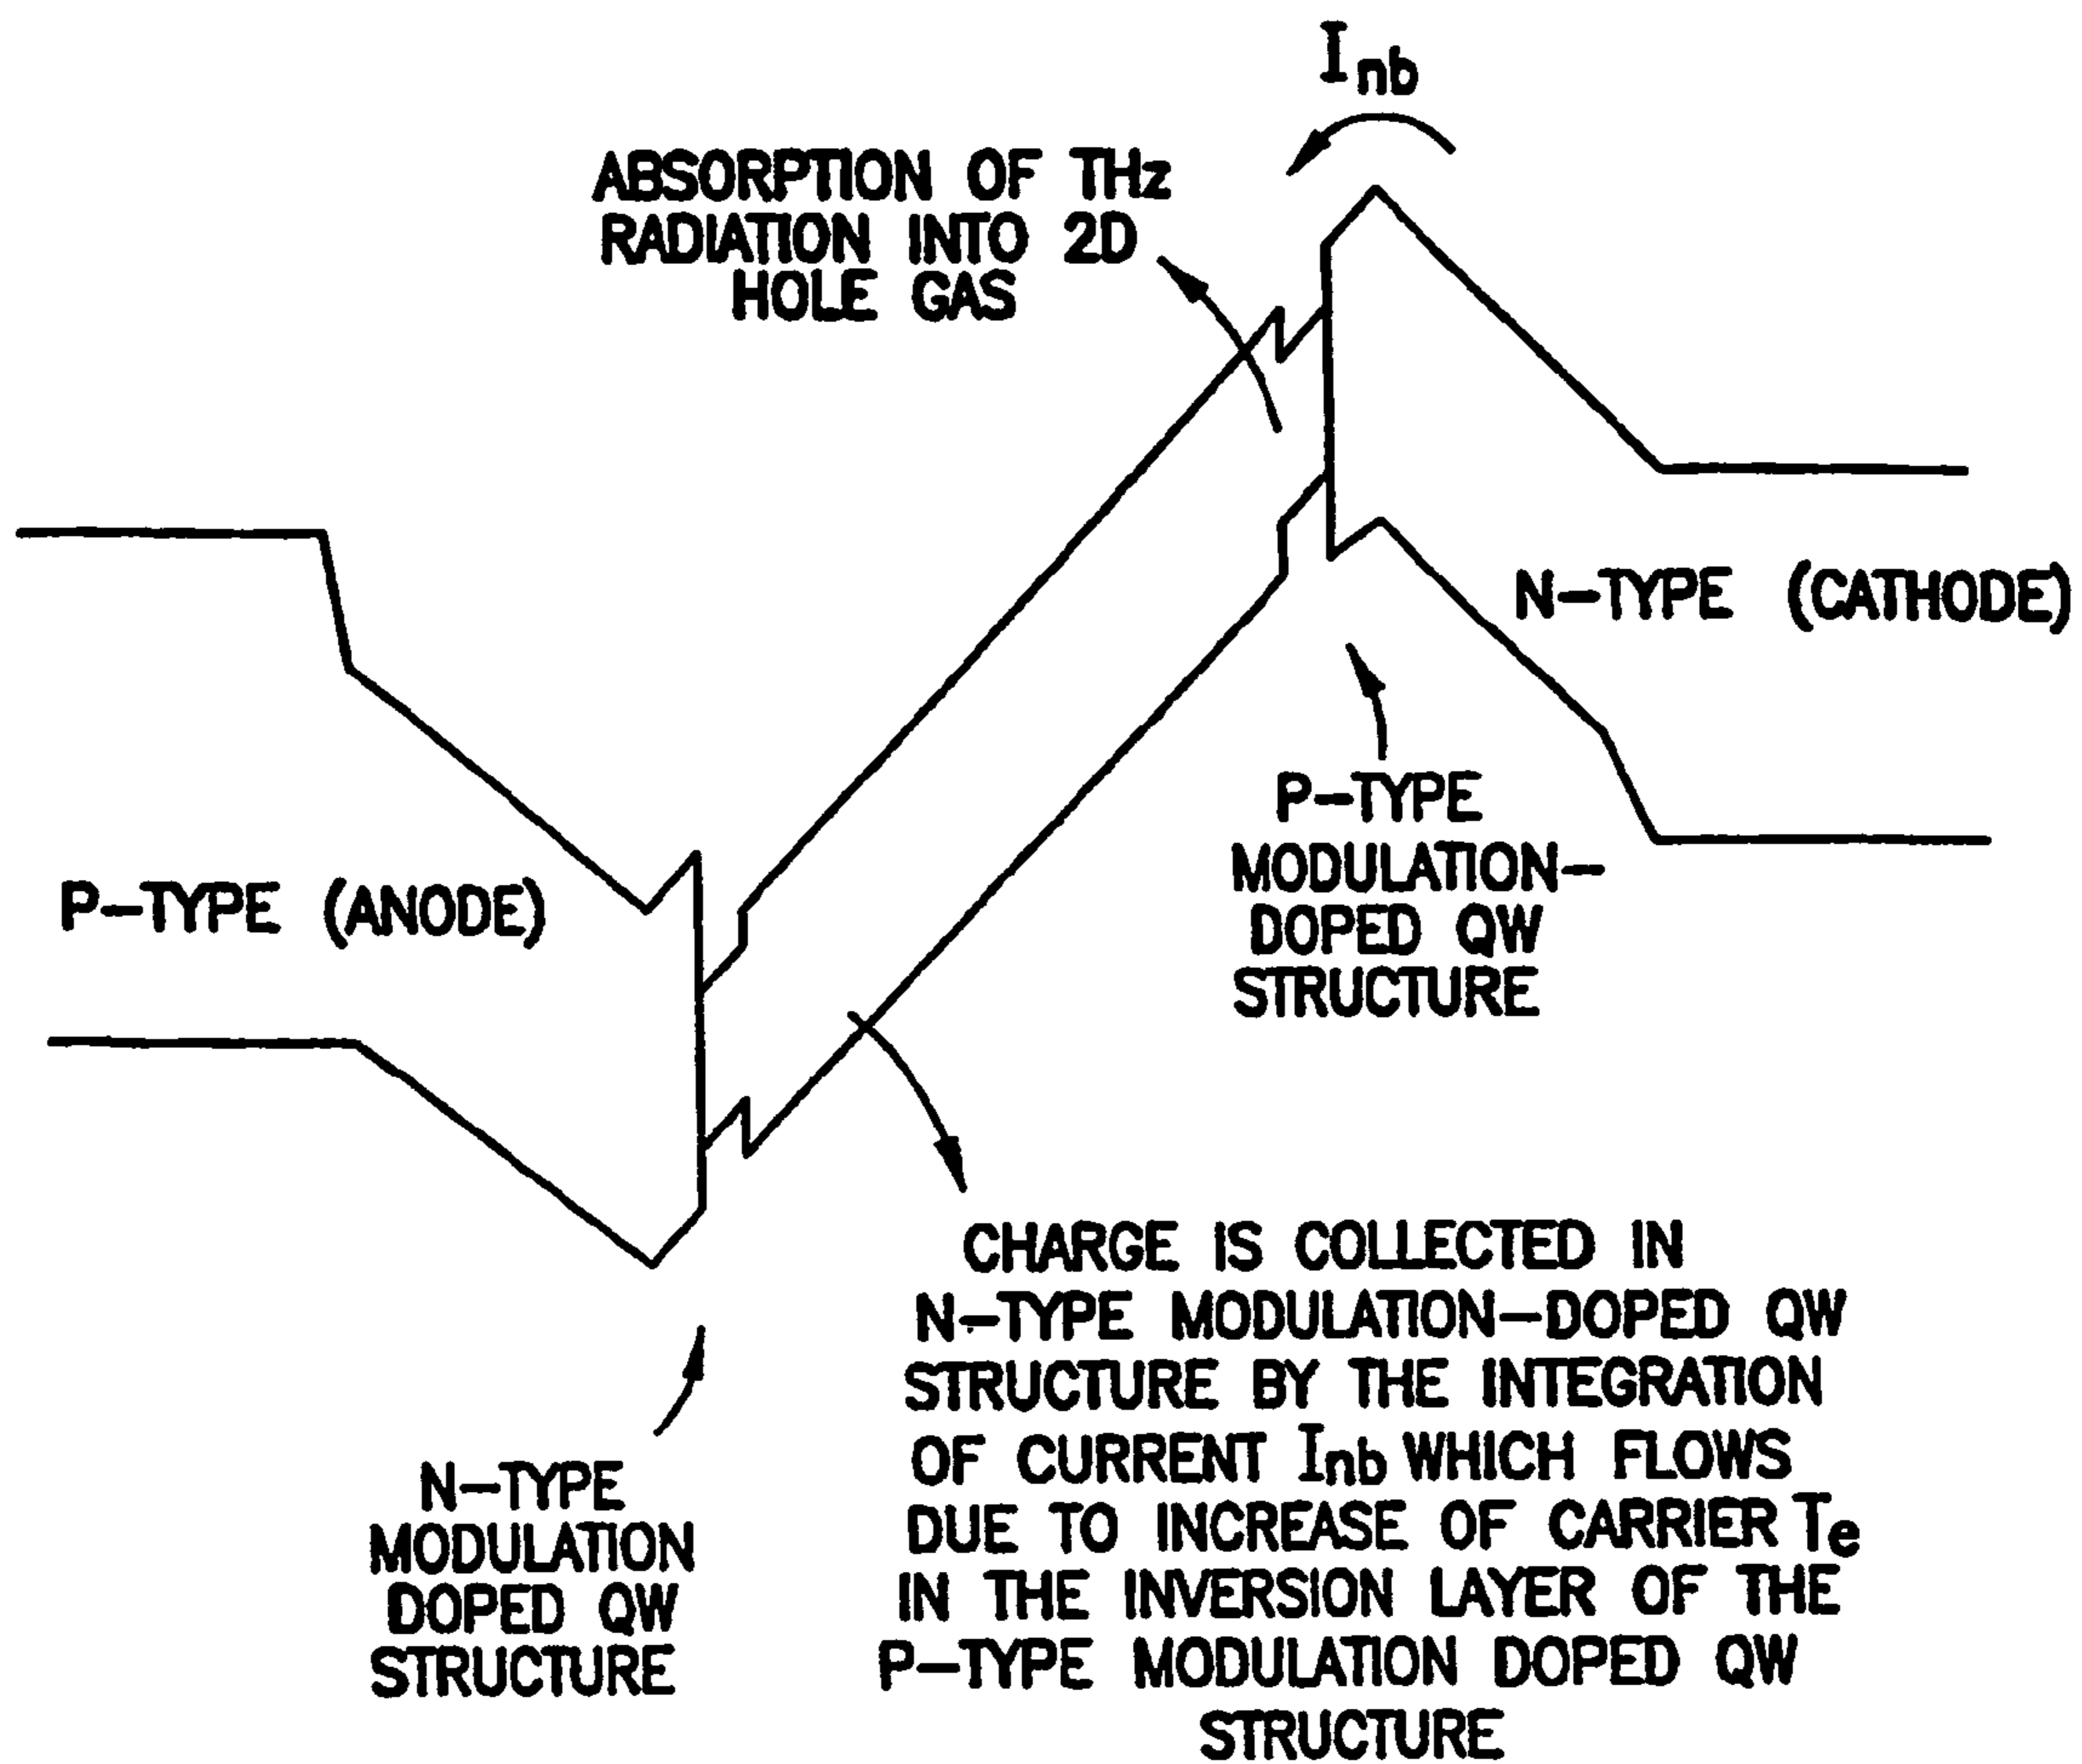 Inb
ABSORPTION OF THz
RADIATION INTO 2D
HOLE GAS
N-TYPE (CATHODE)
P-TYPE
MODULATION-
DOPED QW
STRUCTURE
P-TYPE (ANODE)
CHARGE IS COLLECTED IN
N-TYPE MODULATION-DOPED QW
STRUCTURE BY THE INTEGRATION
OF CURRENT Inb WHICH FLOWS
DUE TO INCREASE OF CARRIER Te
IN THE INVERSION LAYER OF THE
P-TYPE MODULATION DOPED QW
STRUCTURE
N-TYPE
MODULATION
DOPED QW
STRUCTURE